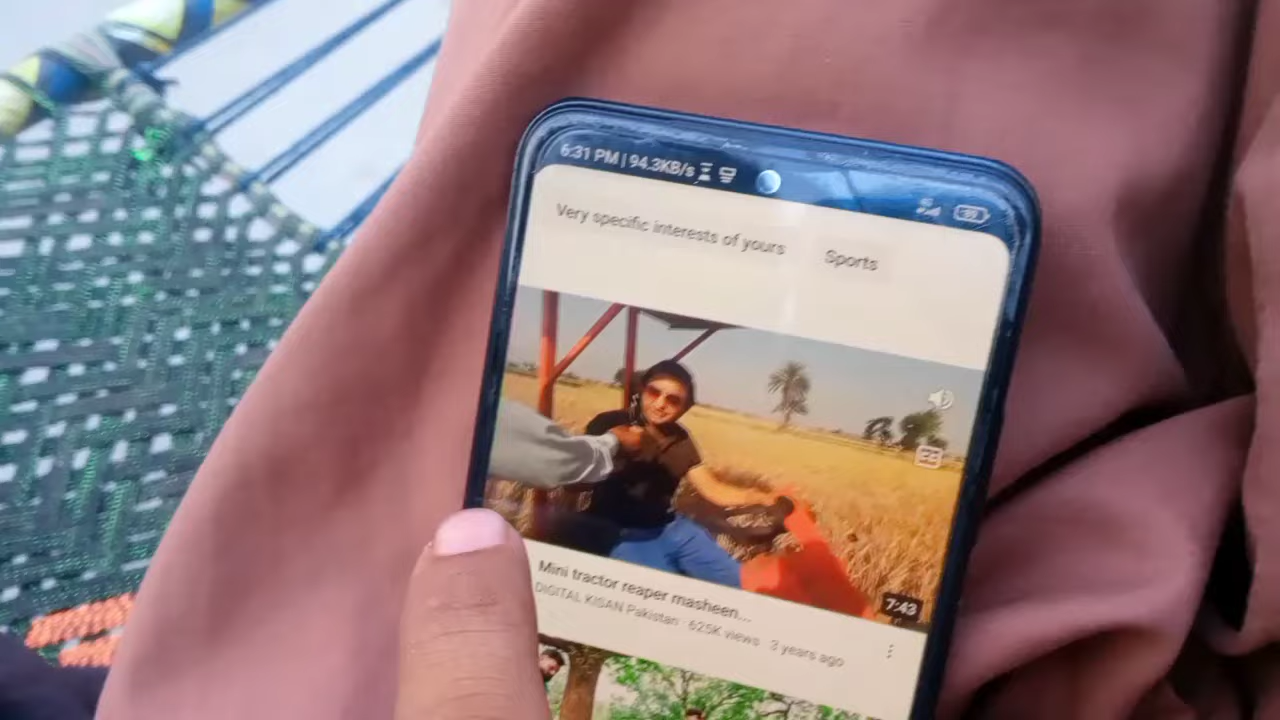 6:31 PM | 94.3KB/s
Very specific interests of yours
Sports
7:43
Mini tractor reaper masheen...
DIGITAL KISAN Pakistan · 625K views · 3 years ago